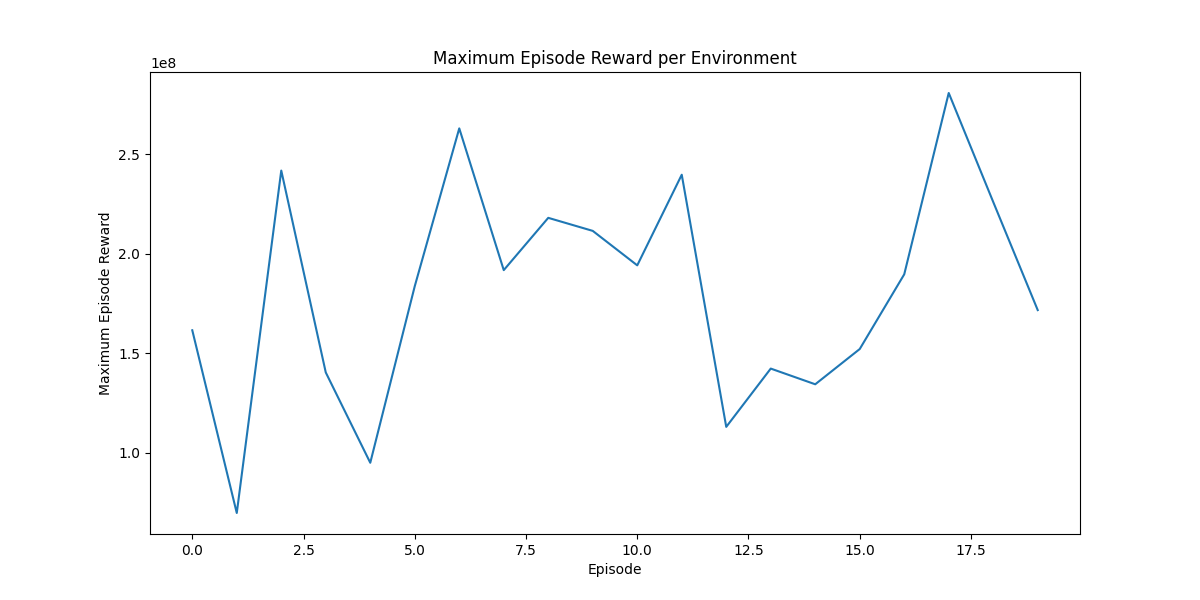 Maximum Episode Reward per Environment
1e8
2.5
2.0
1.5
1.0
Maximum Episode Reward
0.0 2.5 5.0 7.5 10.0 12.5 15.0 17.5
Episode